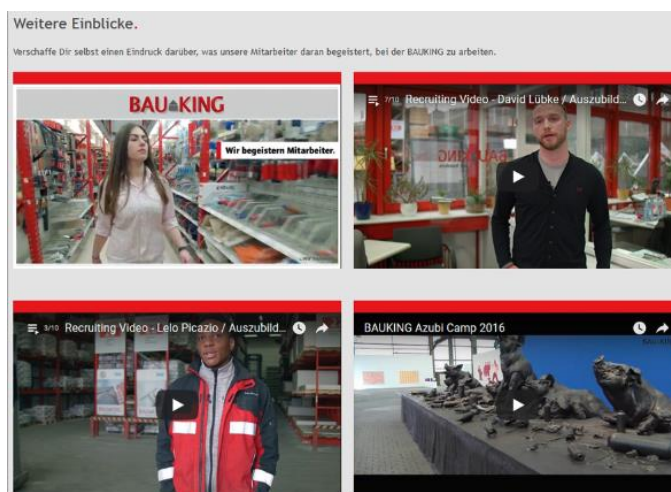 Weitere Einblicke.
Verschaffe Dir selbst einen Eindruck darüber, was unsere Mitarbeiter daran begeistert, bei der BAUKING zu arbeiten.
BAUKING
Wir begeistern Mitarbeiter.
7/10 Recruiting Video - David Lübke / Auszubild...
BAUKING
5/10 Recruiting Video - Lelo Picazio / Auszubild...
BAUKING Azubi Camp 2016